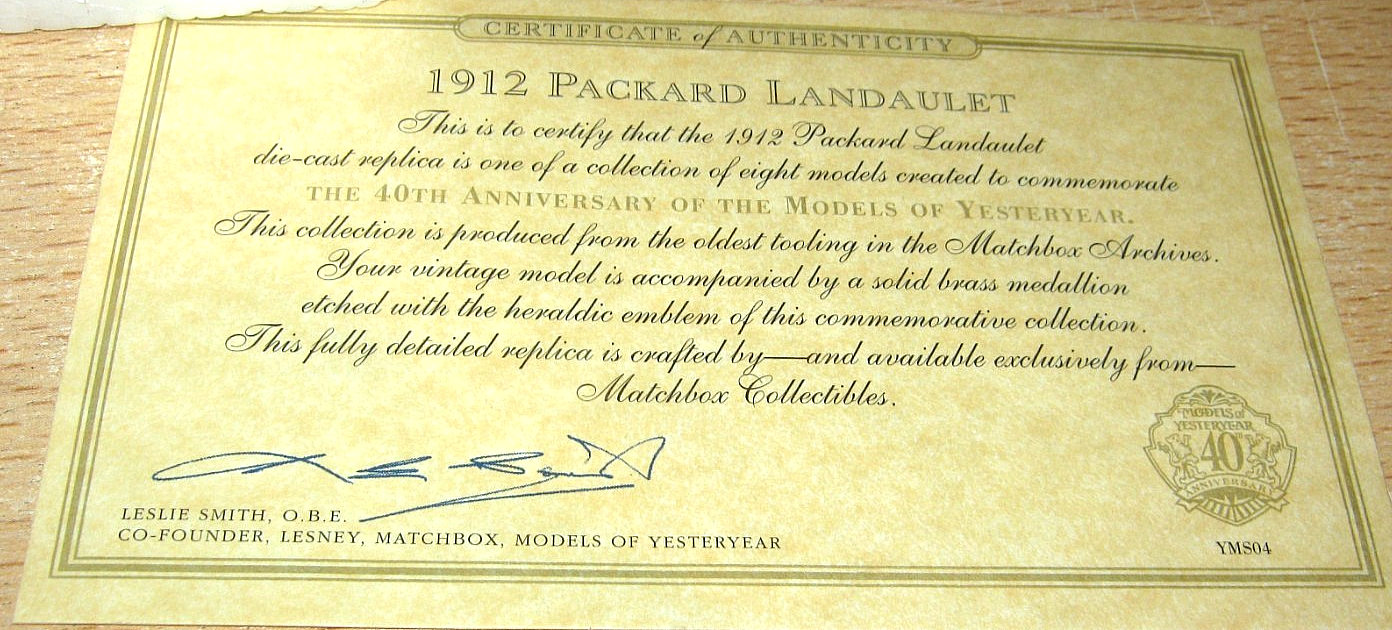 CERTIFICATE of AUTHENTICITY
1912 PACKARD LANDAULET
This is to certify that the 1912 Packard Landaulet
die-cast replica is one of a collection of eight models created to commemorate
THE 40TH ANNIVERSARY OF THE MODELS OF YESTERYEAR.
This collection is produced from the oldest tooling in the Matchbox Archives.
Your vintage model is accompanied by a solid brass medallion
etched with the heraldic emblem of this commemorative collection.
This fully detailed replica is crafted by—and available exclusively from—
Matchbox Collectibles.
MODELS of
YESTERYEAR
40TH
ANNIVERSARY
LESLIE SMITH, O.B.E.
CO-FOUNDER, LESNEY, MATCHBOX, MODELS OF YESTERYEAR
YMS04